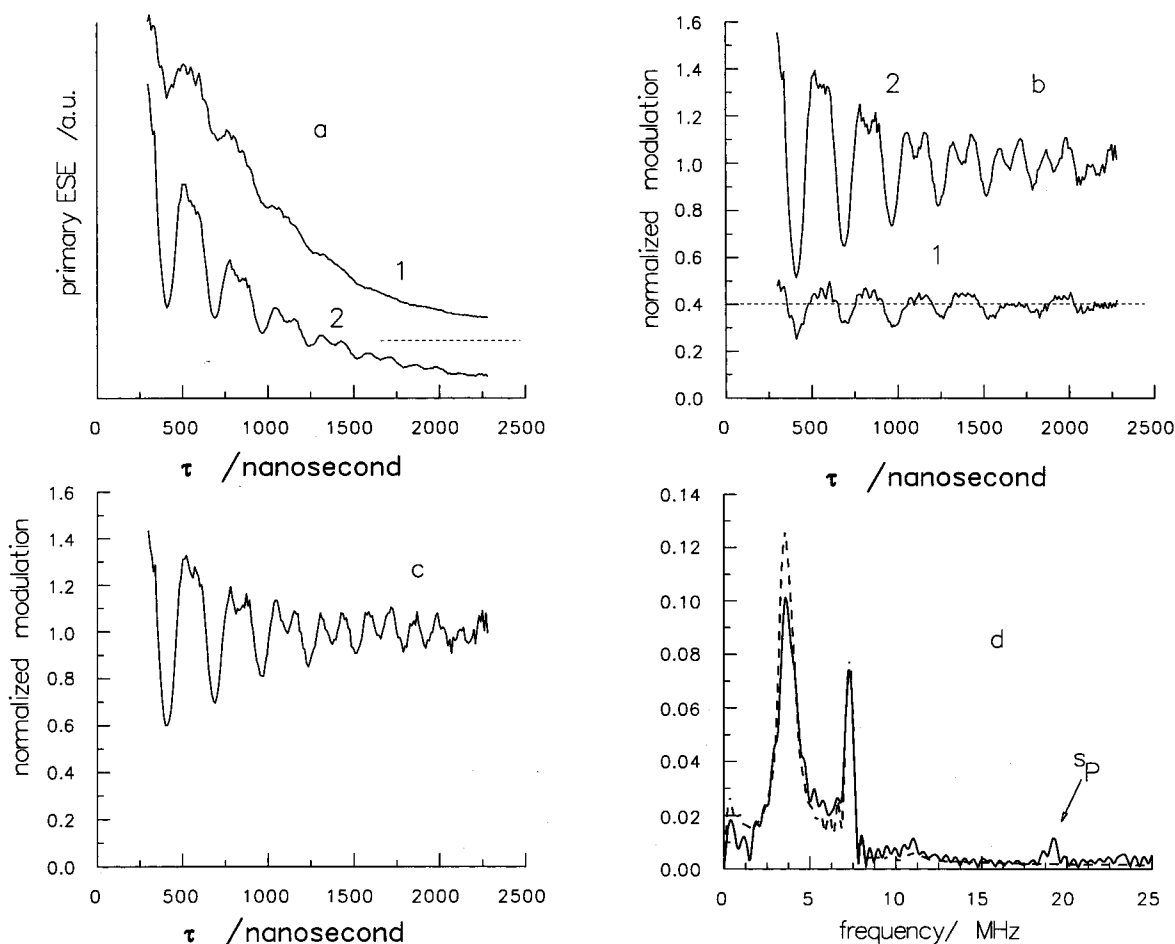 primary ESE /a.u.
a
1
2
0 500 1000 1500 2000 2500
τ /nanosecond
normalized modulation
1.6
1.4
1.2
1.0
0.8
0.6
0.4
0.2
0.0
2
b
1
0 500 1000 1500 2000 2500
τ /nanosecond
normalized modulation
1.6
1.4
1.2
1.0
0.8
0.6
0.4
0.2
0.0
c
0 500 1000 1500 2000 2500
τ /nanosecond
0.14
0.12
0.10
0.08
0.06
0.04
0.02
0.00
d
sp
0 5 10 15 20 25
frequency/ MHz